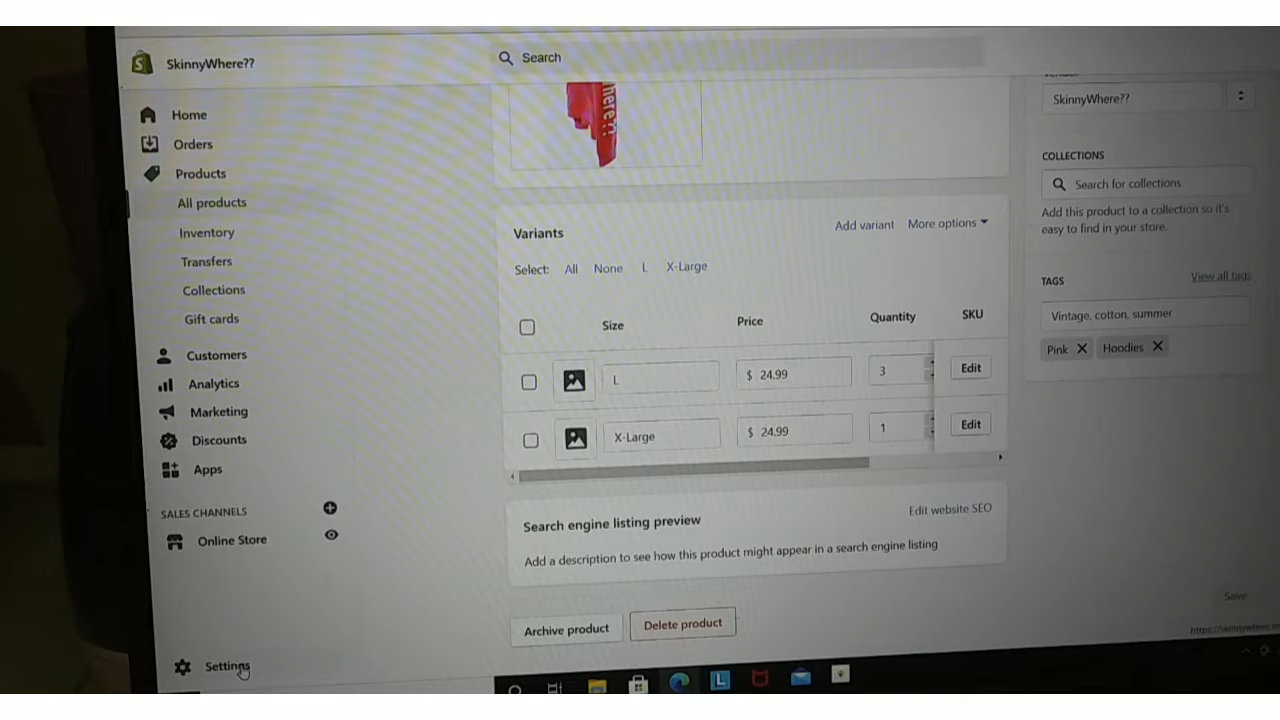 SkinnyWhere??
Search
Home
Orders
Products
All products
Inventory
Transfers
Collections
Gift cards
Customers
Analytics
Marketing
Discounts
Apps
SALES CHANNELS
Online Store
Settings
here??
Variants
Add variant More options
Select: All None L X-Large
Size Price Quantity SKU
L $ 24.99 3 Edit
X-Large $ 24.99 1 Edit
Search engine listing preview
Edit website SEO
Add a description to see how this product might appear in a search engine listing
Archive product Delete product
SkinnyWhere??
COLLECTIONS
Search for collections
Add this product to a collection so it's
easy to find in your store.
TAGS View all tags
Vintage, cotton, summer
Pink Hoodies
Save
L